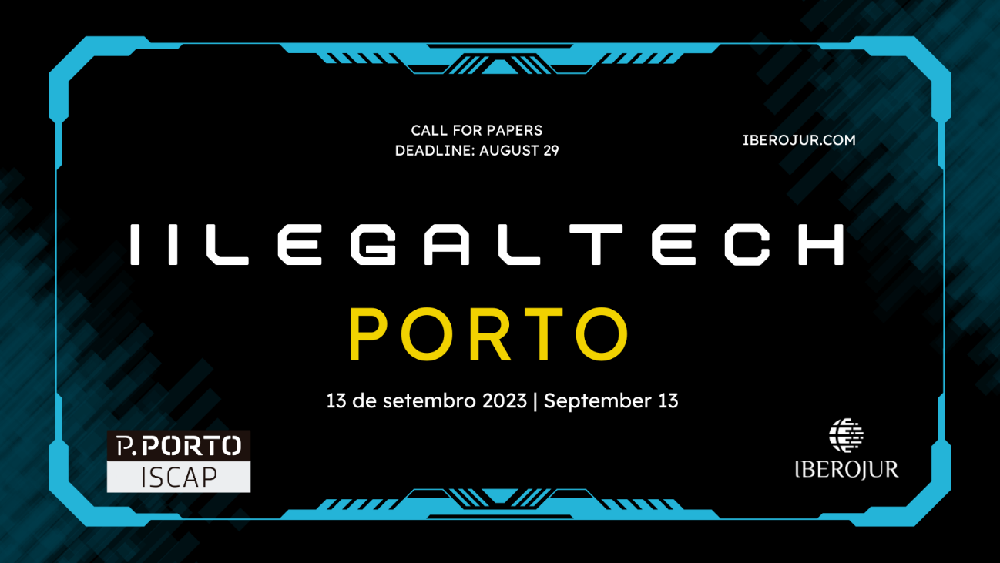 CALL FOR PAPERS
DEADLINE: AUGUST 29
IBEROJUR.COM
IILEGALTECH
PORTO
13 de setembro 2023 | September 13
P.PORTO
ISCAP
IBEROJUR